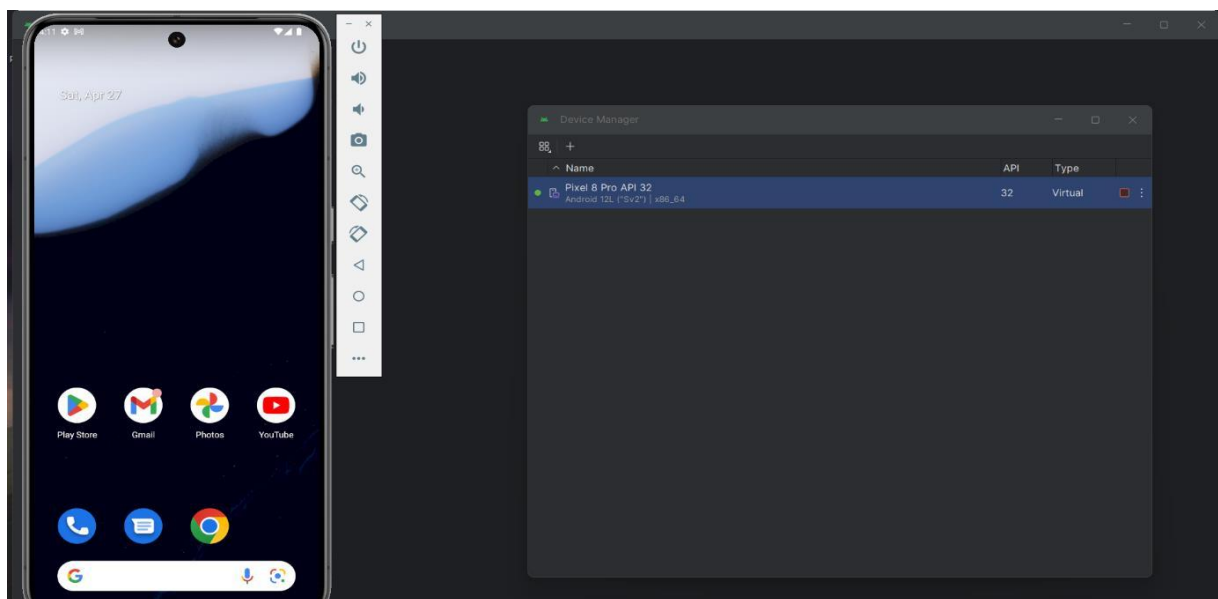 Sat, Apr 27
Play Store
Gmail
Photos
YouTube
Device Manager
Name
API
Type
Pixel 8 Pro API 32
32
Virtual
Android 12L ("Sv2") | x86_64